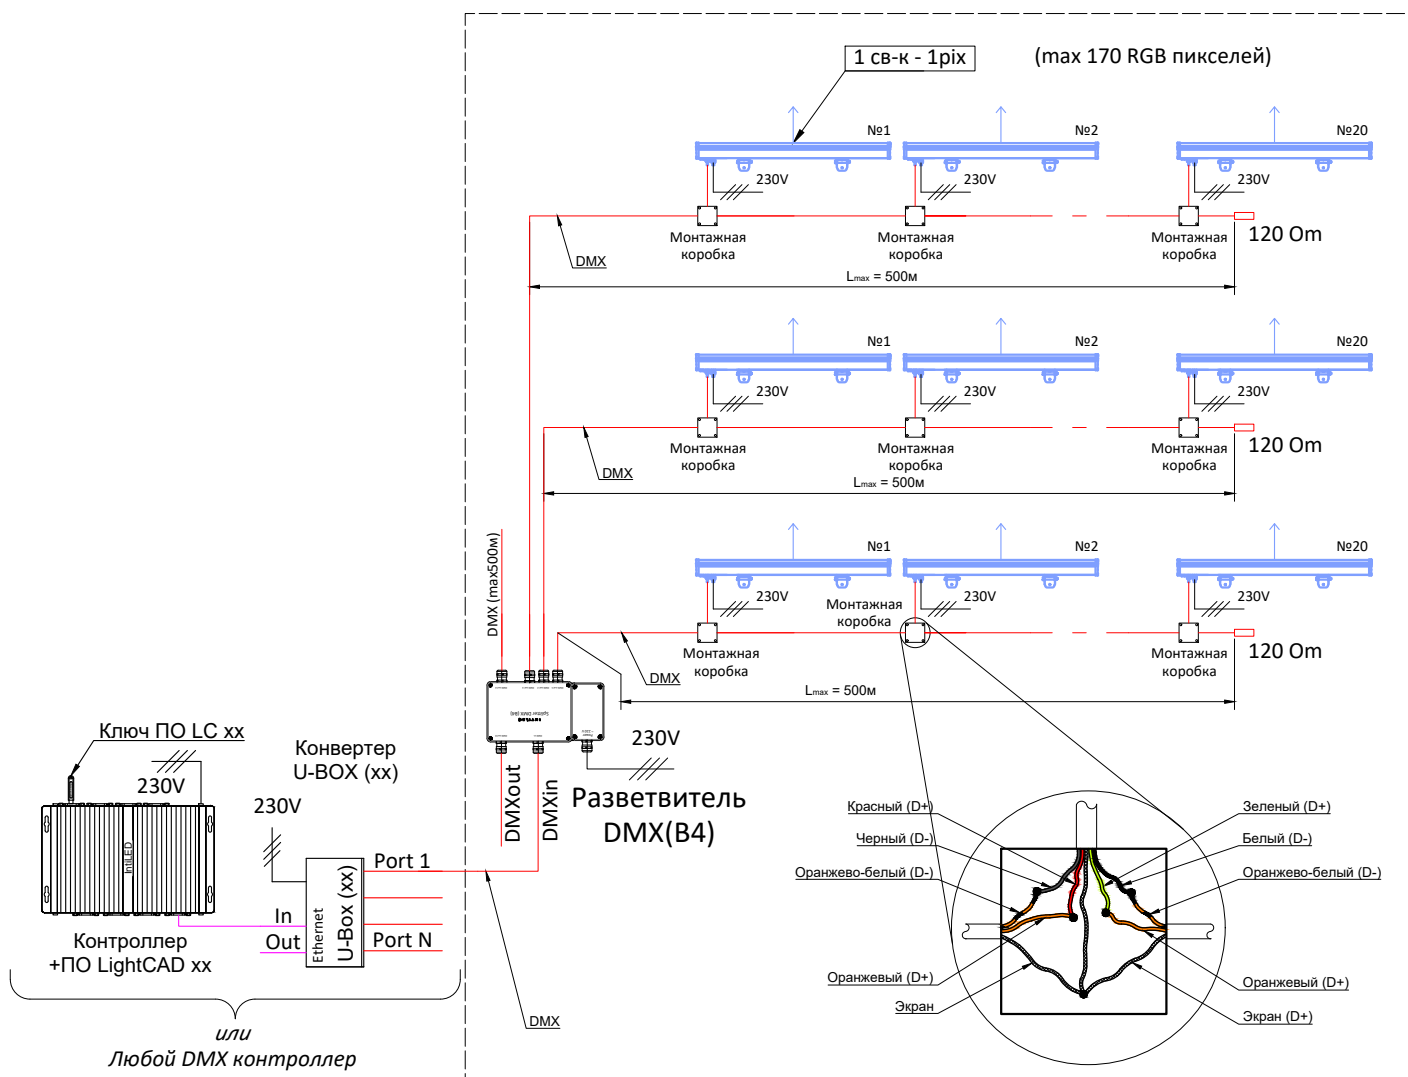 1 св-к - 1pix
(max 170 RGB пикселей)
№1
№2
№20
230V
230V
230V
Монтажная
коробка
Монтажная
коробка
Монтажная
коробка
120 Om
DMX
Lmax = 500м
№1
№2
№20
230V
230V
230V
Монтажная
коробка
Монтажная
коробка
Монтажная
коробка
120 Om
DMX
Lmax = 500м
№1
№2
№20
230V
230V
230V
Монтажная
коробка
Монтажная
коробка
Монтажная
коробка
120 Om
DMX
Lmax = 500м
DMX (max500м)
230V
DMXout
DMXin
Разветвитель
DMX(B4)
Ключ ПО LC xx
230V
Конвертер
U-BOX (xx)
230V
IntiLED
Контроллер
+ПО LightCAD xx
In
Out
Ethernet
U-Box (xx)
Port 1
Port N
DMX
или
Любой DMX контроллер
Красный (D+)
Черный (D-)
Оранжево-белый (D-)
Оранжевый (D+)
Экран
Зеленый (D+)
Белый (D-)
Оранжево-белый (D-)
Оранжевый (D+)
Экран (D+)